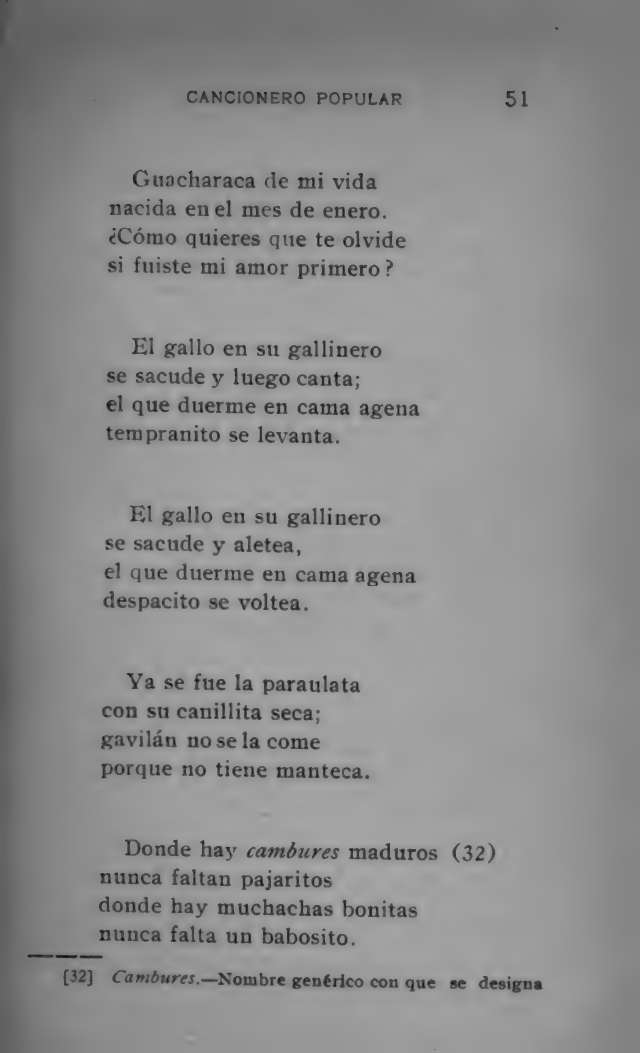 CANCIONERO POPULAR 51
Guacharaca de mi vida
nacida en el mes de enero.
¿Cómo quieres que te olvide
si fuiste mi amor primero?
El gallo en su gallinero
se sacude y luego canta;
el que duerme en cama agena
tempranito se levanta.
El gallo en su gallinero
se sacude y aletea,
el que duerme en cama agena
despacito se voltea.
Ya se fue la paraulata
con su canillita seca;
gavilán no se la come
porque no tiene manteca.
Donde hay cambures maduros (32)
nunca faltan pajaritos
donde hay muchachas bonitas
nunca falta un babosito.
[32] Cambures.—Nombre genérico con que se designa